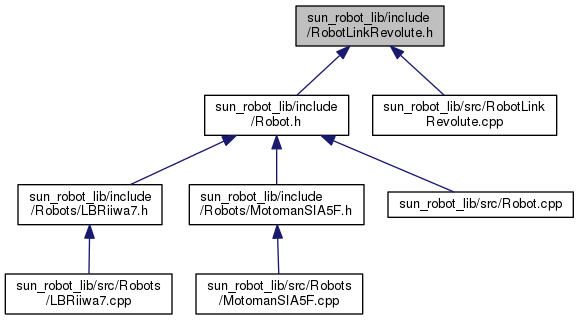 sun_robot_lib/include
/RobotLinkRevolute.h
sun_robot_lib/include
/Robot.h
sun_robot_lib/src/RobotLink
Revolute.cpp
sun_robot_lib/include
/Robots/LBRiiwa7.h
sun_robot_lib/include
/Robots/MotomanSIA5F.h
sun_robot_lib/src/Robot.cpp
sun_robot_lib/src/Robots
/LBRiiwa7.cpp
sun_robot_lib/src/Robots
/MotomanSIA5F.cpp